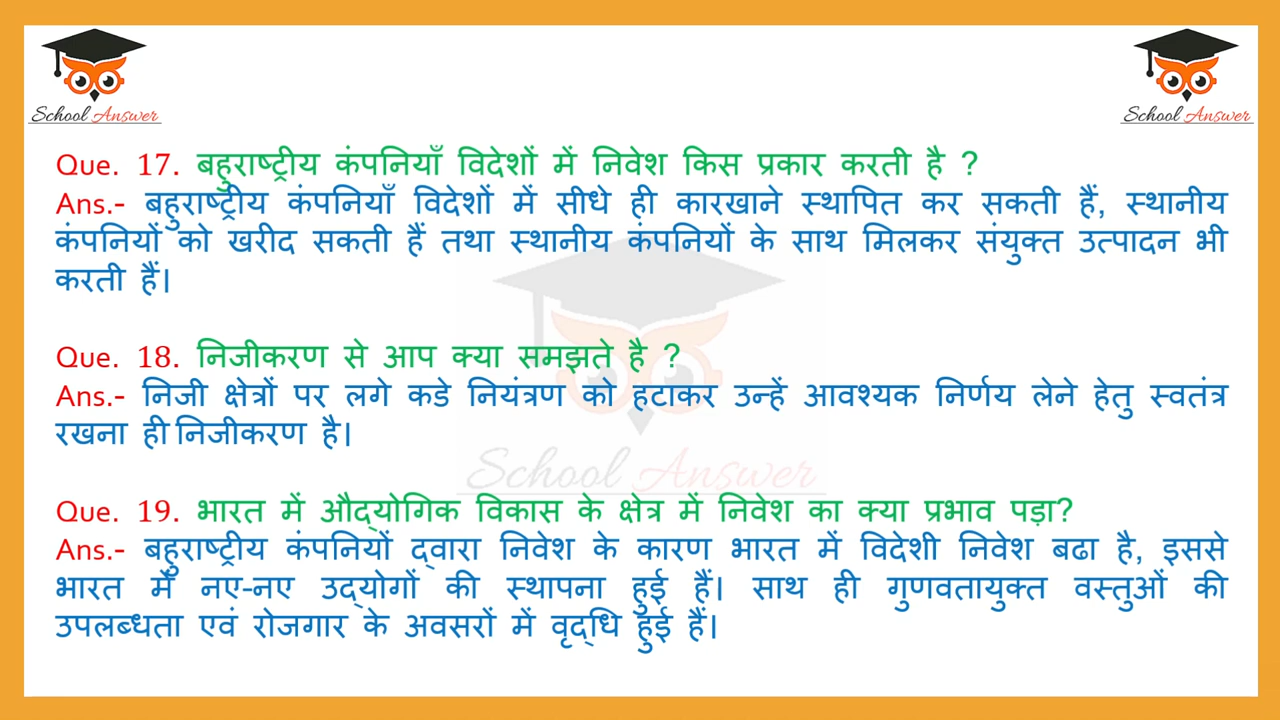 School Answer
School Answer
Que. 17. बहुराष्ट्रीय कंपनियाँ विदेशों में निवेश किस प्रकार करती है ?
Ans.- बहुराष्ट्रीय कंपनियाँ विदेशों में सीधे ही कारखाने स्थापित कर सकती हैं, स्थानीय
कंपनियों को खरीद सकती हैं तथा स्थानीय कंपनियों के साथ मिलकर संयुक्त उत्पादन भी
करती हैं।
Que. 18. निजीकरण से आप क्या समझते है ?
Ans.- निजी क्षेत्रों पर लगे कडे नियंत्रण को हटाकर उन्हें आवश्यक निर्णय लेने हेतु स्वतंत्र
रखना ही निजीकरण है।
School Answer
Que. 19. भारत में औद्योगिक विकास के क्षेत्र में निवेश का क्या प्रभाव पड़ा?
Ans.- बहुराष्ट्रीय कंपनियों द्वारा निवेश के कारण भारत में विदेशी निवेश बढा है, इससे
भारत में नए-नए उद्योगों की स्थापना हुई हैं। साथ ही गुणवतायुक्त वस्तुओं की
उपलब्धता एवं रोजगार के अवसरों में वृद्धि हुई हैं।